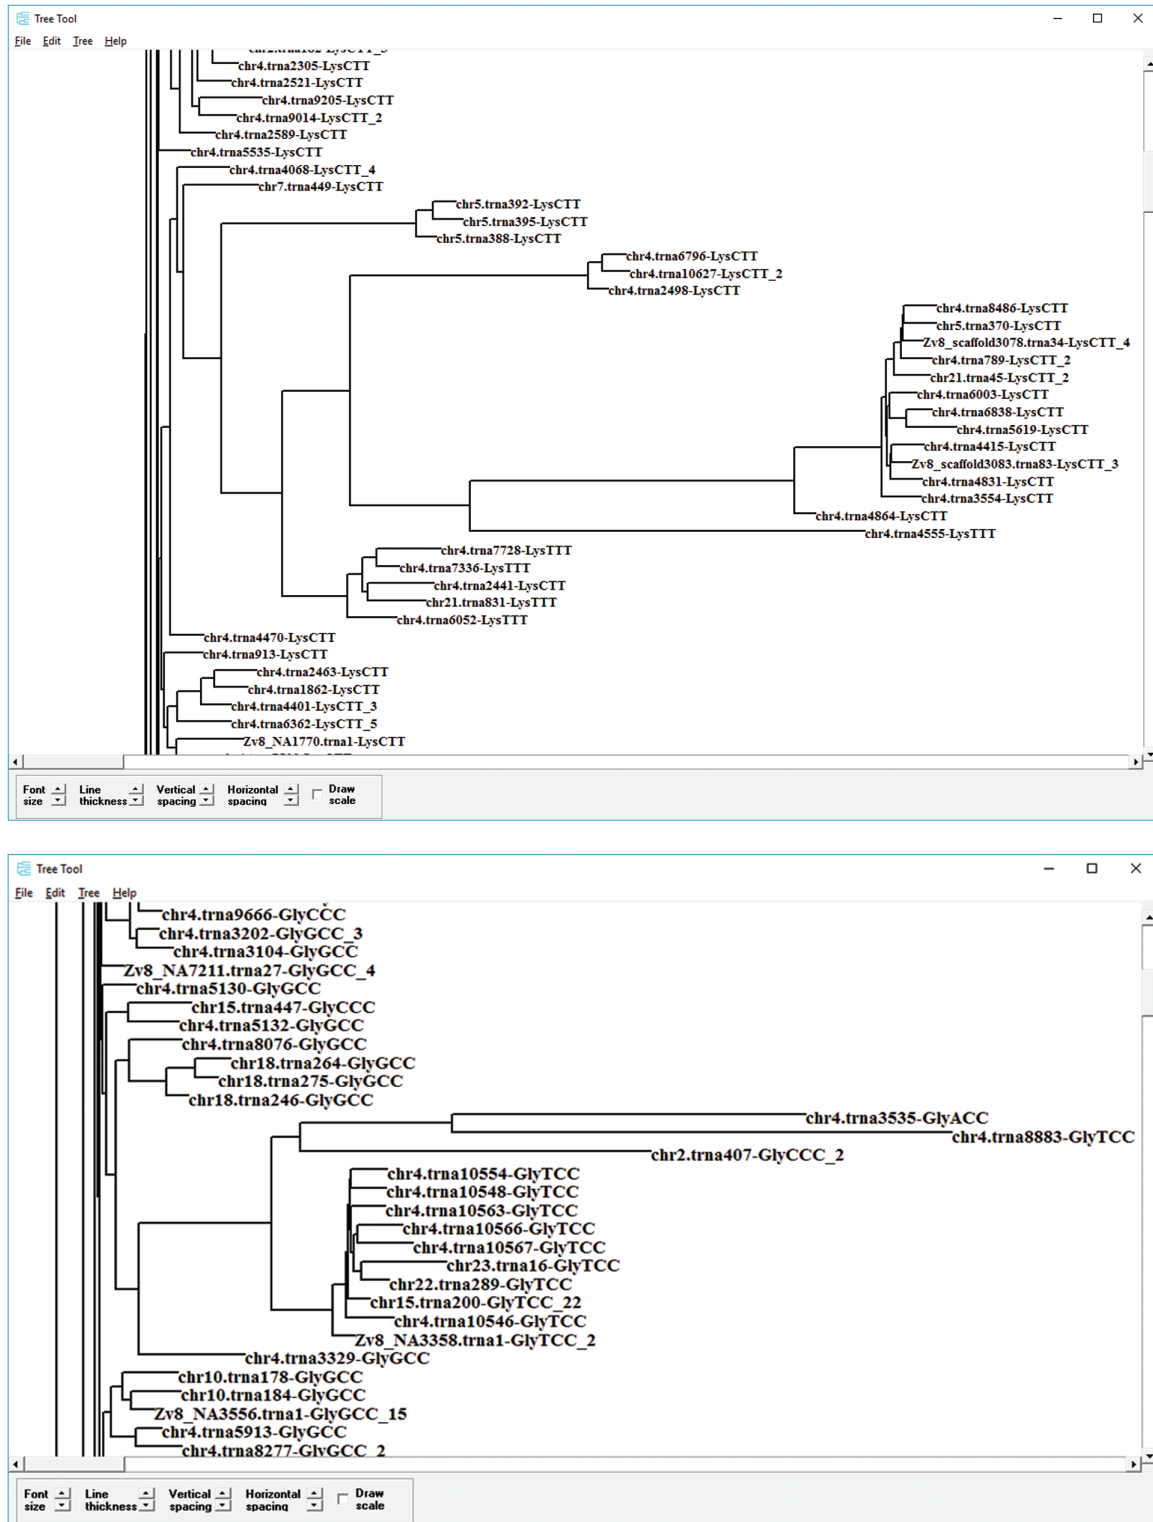 Tree Tool
File Edit Tree Help
chr4.trna2305-LysCTT
chr4.trna2521-LysCTT
chr4.trna9205-LysCTT
chr4.trna9014-LysCTT_2
chr4.trna2589-LysCTT
chr4.trna5535-LysCTT
chr4.trna4068-LysCTT_4
chr7.trna449-LysCTT
chr5.trna392-LysCTT
chr5.trna395-LysCTT
chr5.trna388-LysCTT
chr4.trna6796-LysCTT
chr4.trna10627-LysCTT_2
chr4.trna2498-LysCTT
chr4.trna8486-LysCTT
chr5.trna370-LysCTT
Zv8_scaffold3078.trna34-LysCTT_4
chr4.trna789-LysCTT_2
chr21.trna45-LysCTT_2
chr4.trna6003-LysCTT
chr4.trna6838-LysCTT
chr4.trna5619-LysCTT
chr4.trna4415-LysCTT
Zv8_scaffold3083.trna83-LysCTT_3
chr4.trna4831-LysCTT
chr4.trna3554-LysCTT
chr4.trna4864-LysCTT
chr4.trna4555-LysTTT
chr4.trna7728-LysTTT
chr4.trna7336-LysTTT
chr4.trna2441-LysCTT
chr21.trna831-LysTTT
chr4.trna6052-LysTTT
chr4.trna4470-LysCTT
chr4.trna913-LysCTT
chr4.trna2463-LysCTT
chr4.trna1862-LysCTT
chr4.trna4401-LysCTT_3
chr4.trna6362-LysCTT_5
Zv8_NA1770.trna1-LysCTT
Font size Line thickness Vertical spacing Horizontal spacing Draw scale
Tree Tool
File Edit Tree Help
chr4.trna9666-GlyCCC
chr4.trna3202-GlyGCC_3
chr4.trna3104-GlyGCC
Zv8_NA7211.trna27-GlyGCC_4
chr4.trna5130-GlyGCC
chr15.trna447-GlyCCC
chr4.trna5132-GlyGCC
chr4.trna8076-GlyGCC
chr18.trna264-GlyGCC
chr18.trna275-GlyGCC
chr18.trna246-GlyGCC
chr4.trna3535-GlyACC
chr4.trna8883-GlyTCC
chr2.trna407-GlyCCC_2
chr4.trna10554-GlyTCC
chr4.trna10548-GlyTCC
chr4.trna10563-GlyTCC
chr4.trna10566-GlyTCC
chr4.trna10567-GlyTCC
chr23.trna16-GlyTCC
chr22.trna289-GlyTCC
chr15.trna200-GlyTCC_22
chr4.trna10546-GlyTCC
Zv8_NA3358.trna1-GlyTCC_2
chr4.trna3329-GlyGCC
chr10.trna178-GlyGCC
chr10.trna184-GlyGCC
Zv8_NA3556.trna1-GlyGCC_15
chr4.trna5913-GlyGCC
chr4.trna8277-GlyGCC_2
Font size Line thickness Vertical spacing Horizontal spacing Draw scale